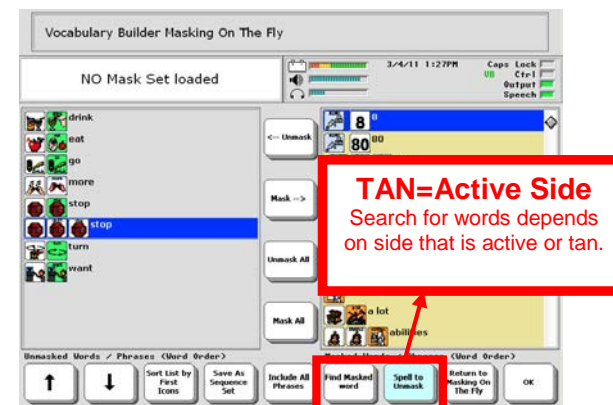 Vocabulary Builder Masking On The Fly
NO Mask Set loaded
3/4/11 1:27PM
Caps Lock
VB Ctrl
Output
Speech
drink
eat
go
more
stop
stop
turn
want
<-- Unmask
Mask -->
Unmask All
Mask All
8 8
80 80
TAN=Active Side
Search for words depends
on side that is active or tan.
a lot
abilities
Unmasked Words / Phrases (Word Order)
(Word Order)
Sort List by First Icons
Save As Sequence Set
Include All Phrases
Find Masked word
Spell to Unmask
Return to Masking On The Fly
OK